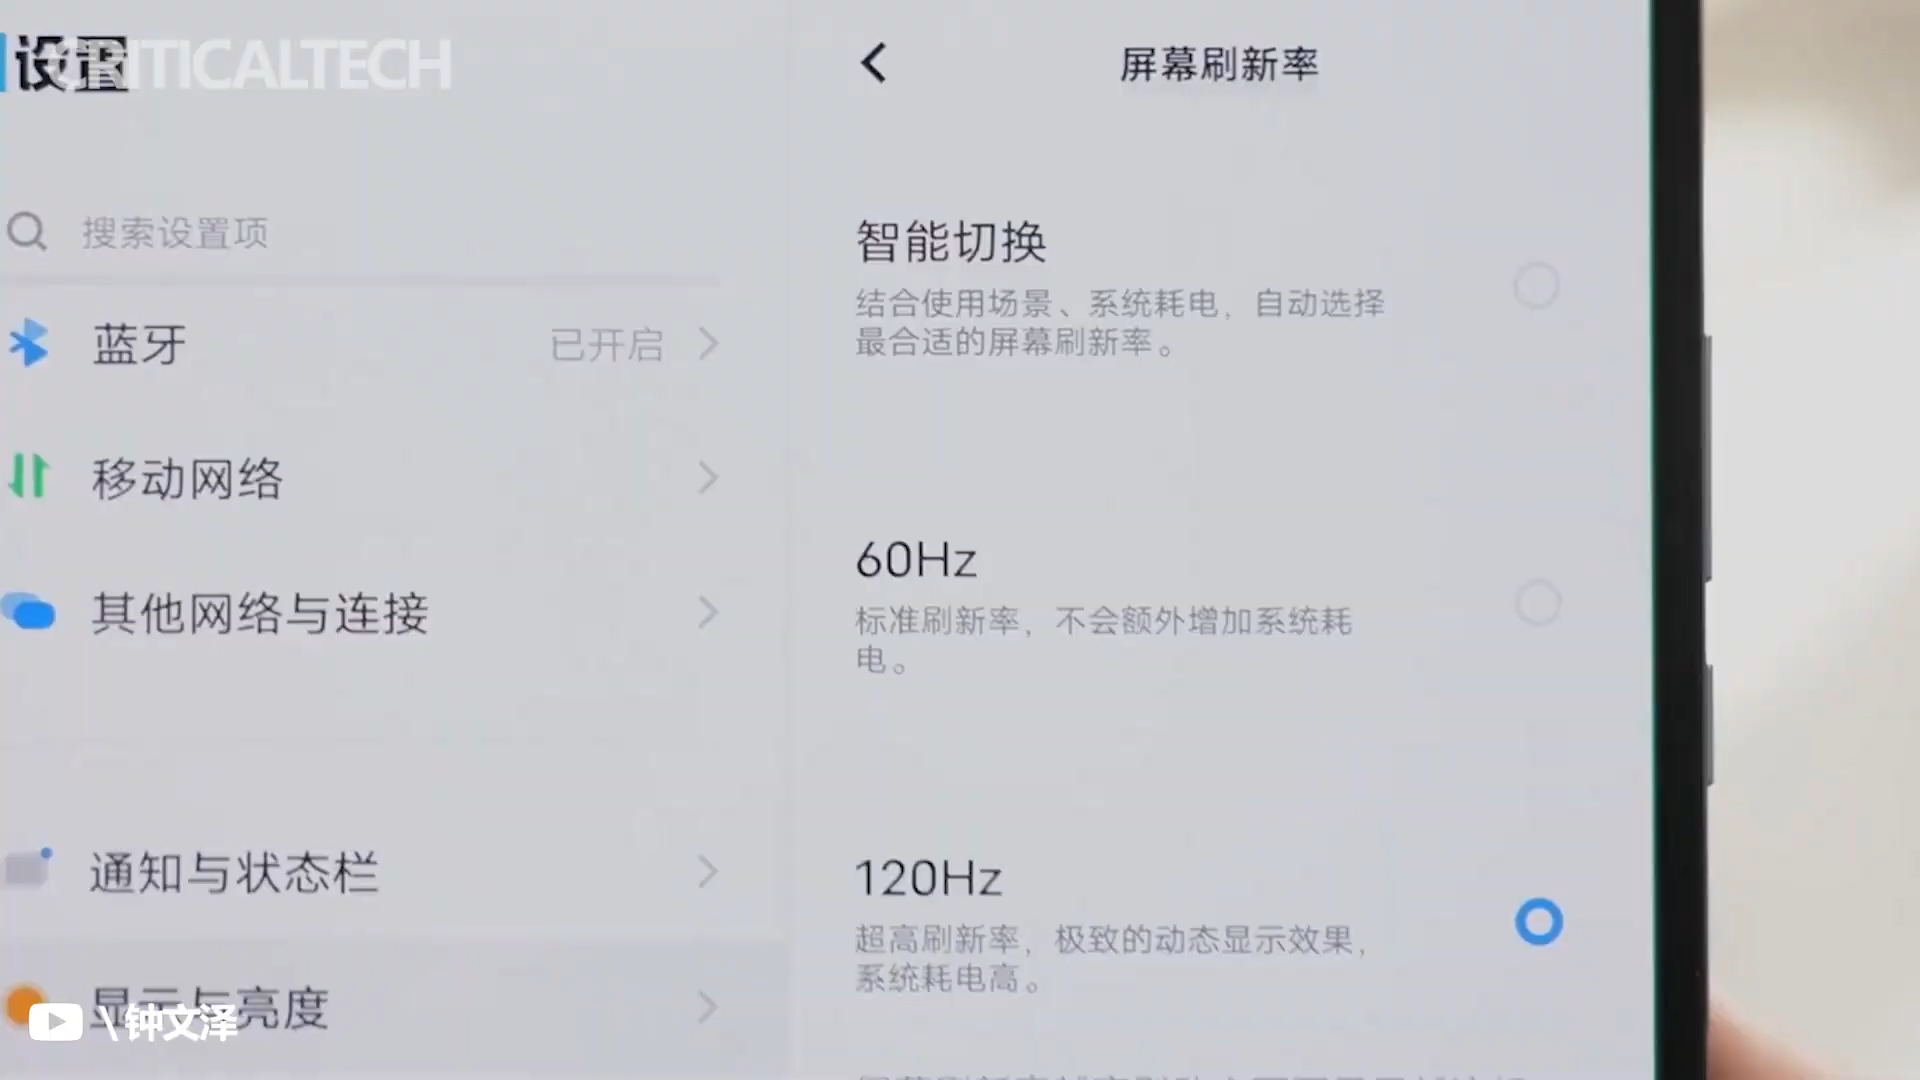 设置
CRITICALTECH
搜索设置项
蓝牙
已开启
移动网络
其他网络与连接
通知与状态栏
显示与亮度
\钟文泽
屏幕刷新率
智能切换
结合使用场景、系统耗电，自动选择
最合适的屏幕刷新率。
60Hz
标准刷新率，不会额外增加系统耗
电。
120Hz
超高刷新率，极致的动态显示效果，
系统耗电高。